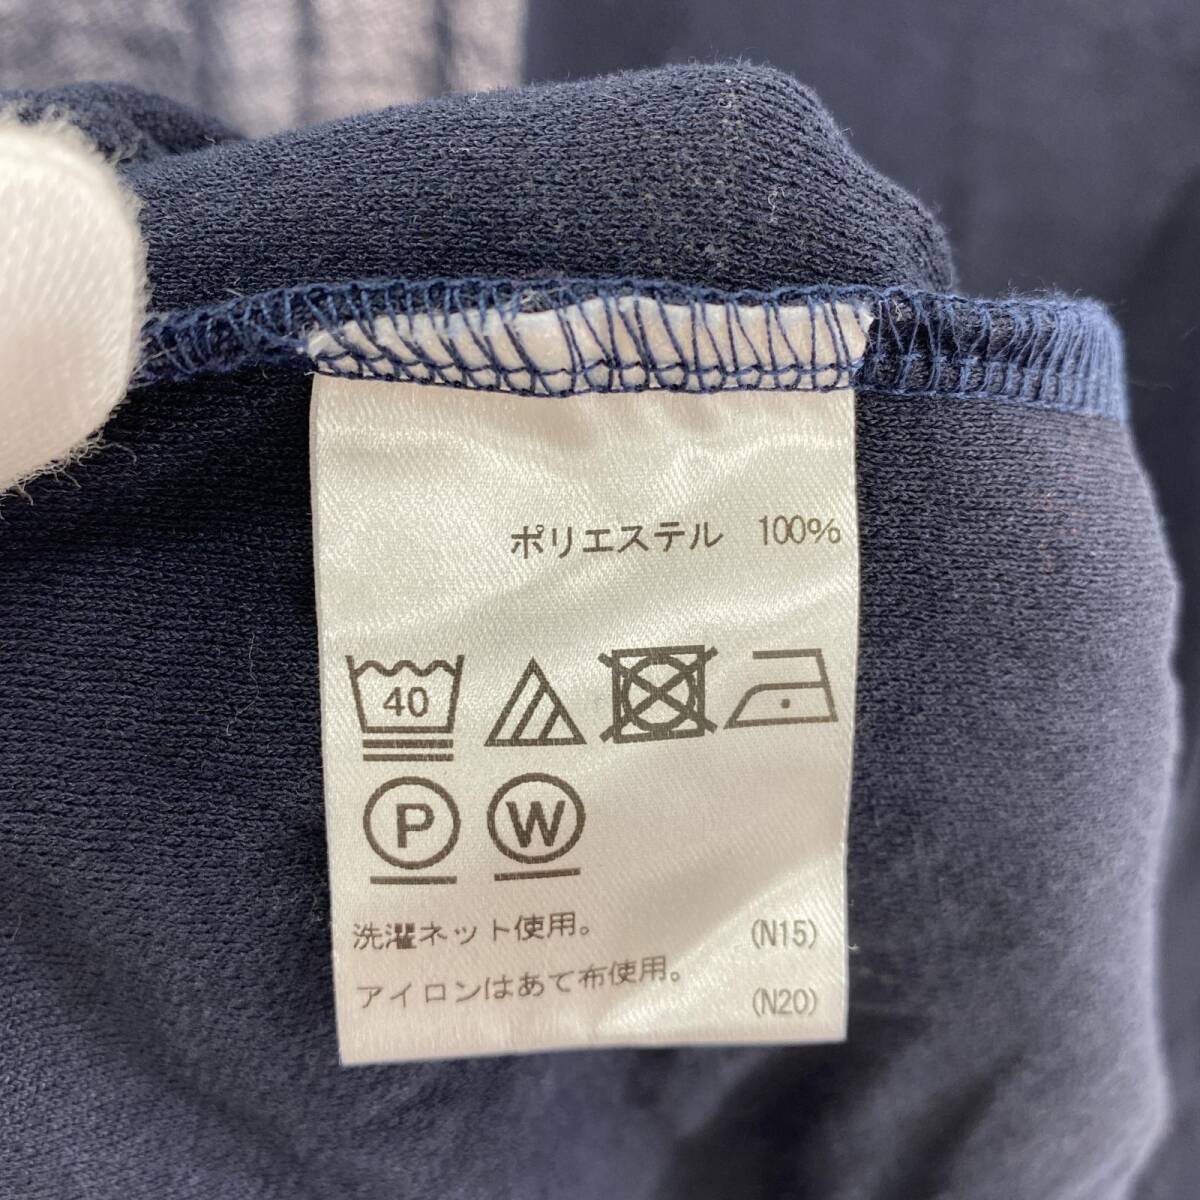 ポリエステル 100%
40
P W
洗濯ネット使用。 (N15)
アイロンはあて布使用。 (N20)